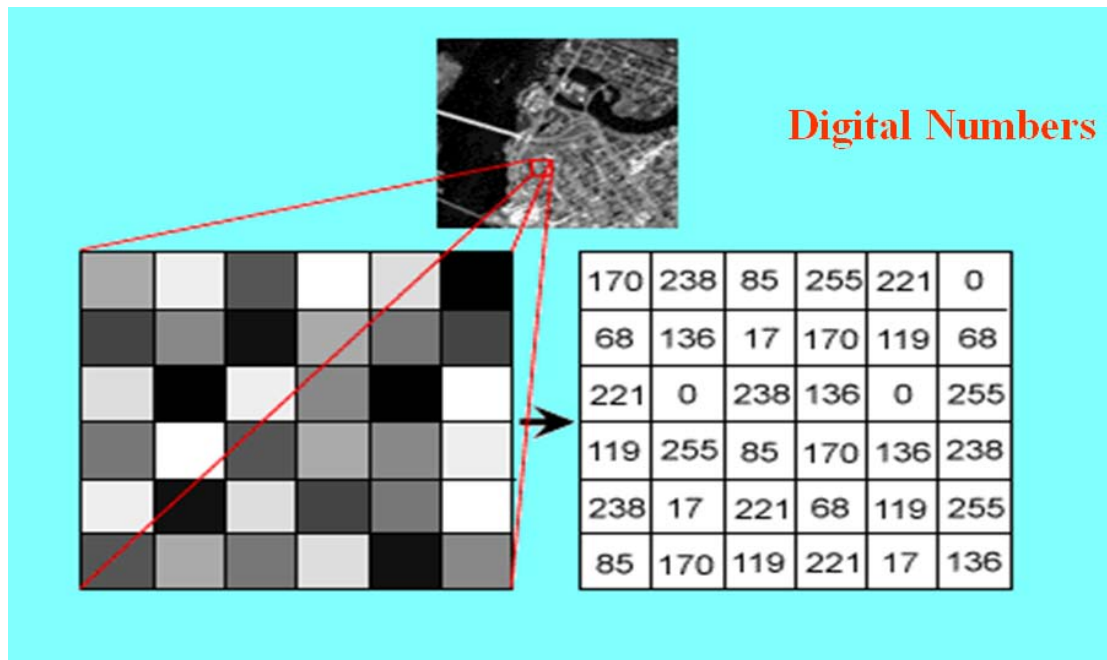 Digital Numbers
170 238 85 255 221 0
68 136 17 170 119 68
221 0 238 136 0 255
119 255 85 170 136 238
238 17 221 68 119 255
85 170 119 221 17 136